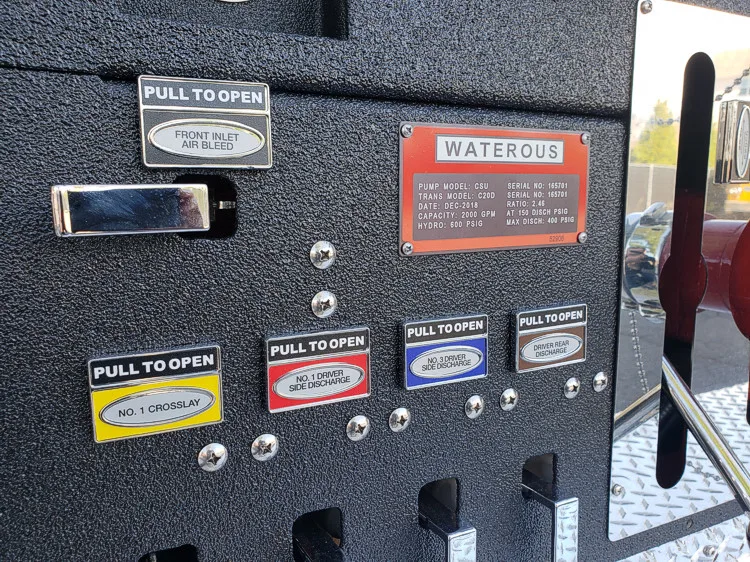 PULL TO OPEN
FRONT INLET
AIR BLEED
WATEROUS
PUMP MODEL: CSU SERIAL NO: 165701
TRANS MODEL: C20D SERIAL NO: 165701
DATE: DEC-2018 RATIO: 2.46
CAPACITY: 2000 GPM AT 150 DISCH PSIG
HYDRO: 600 PSIG MAX DISCH: 400 PSIG
PULL TO OPEN
NO. 1 CROSSLAY
PULL TO OPEN
NO. 1 DRIVER
SIDE DISCHARGE
PULL TO OPEN
NO. 3 DRIVER
SIDE DISCHARGE
PULL TO OPEN
DRIVER REAR
DISCHARGE